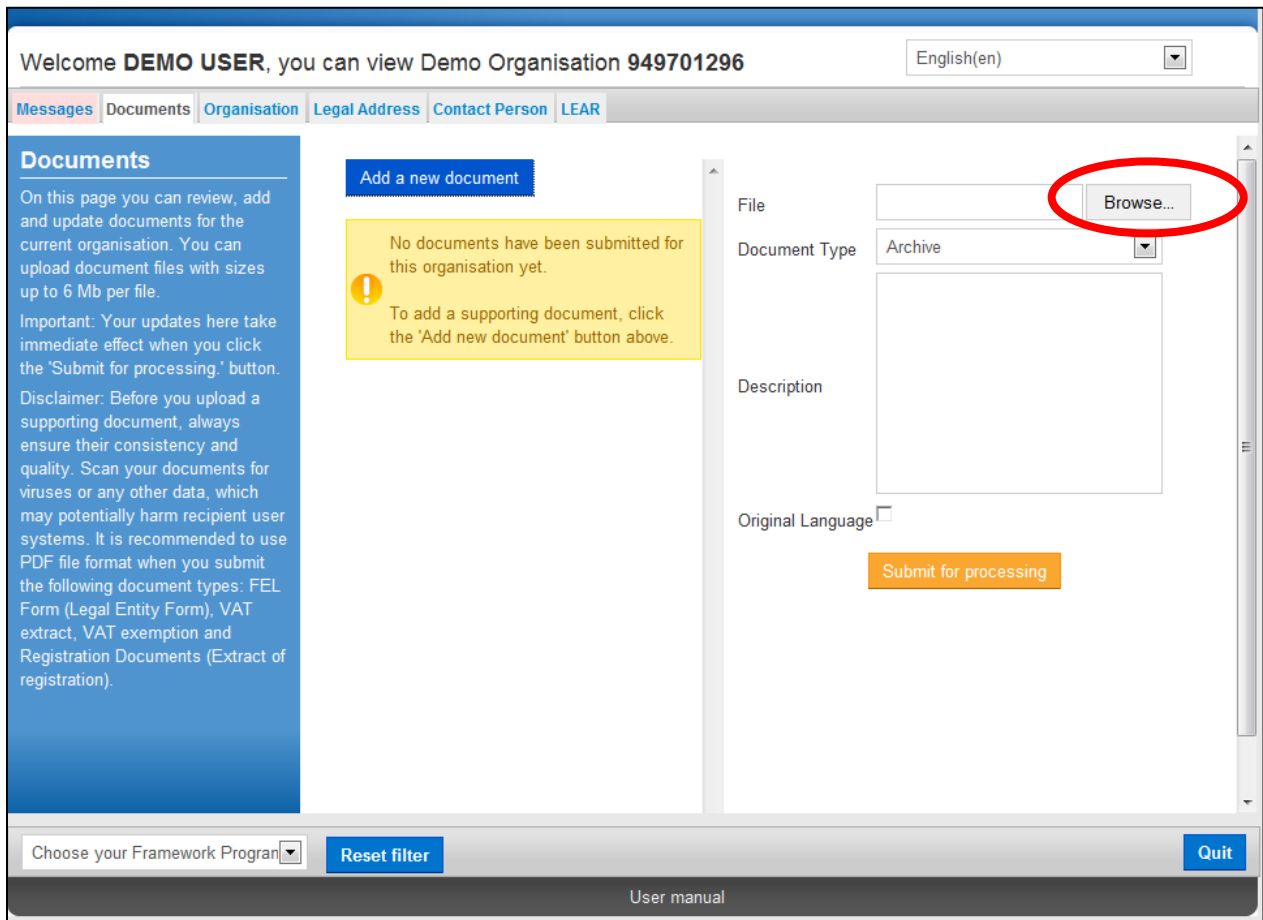 Welcome DEMO USER, you can view Demo Organisation 949701296
English(en)
Messages Documents Organisation Legal Address Contact Person LEAR
Documents
On this page you can review, add
and update documents for the
current organisation. You can
upload document files with sizes
up to 6 Mb per file.
Important: Your updates here take
immediate effect when you click
the 'Submit for processing.' button.
Disclaimer: Before you upload a
supporting document, always
ensure their consistency and
quality. Scan your documents for
viruses or any other data, which
may potentially harm recipient user
systems. It is recommended to use
PDF file format when you submit
the following document types: FEL
Form (Legal Entity Form), VAT
extract, VAT exemption and
Registration Documents (Extract of
registration).
Add a new document
No documents have been submitted for
this organisation yet.
To add a supporting document, click
the 'Add new document' button above.
File
Browse...
Document Type
Archive
Description
Original Language
Submit for processing
Choose your Framework Progran
Reset filter
Quit
User manual